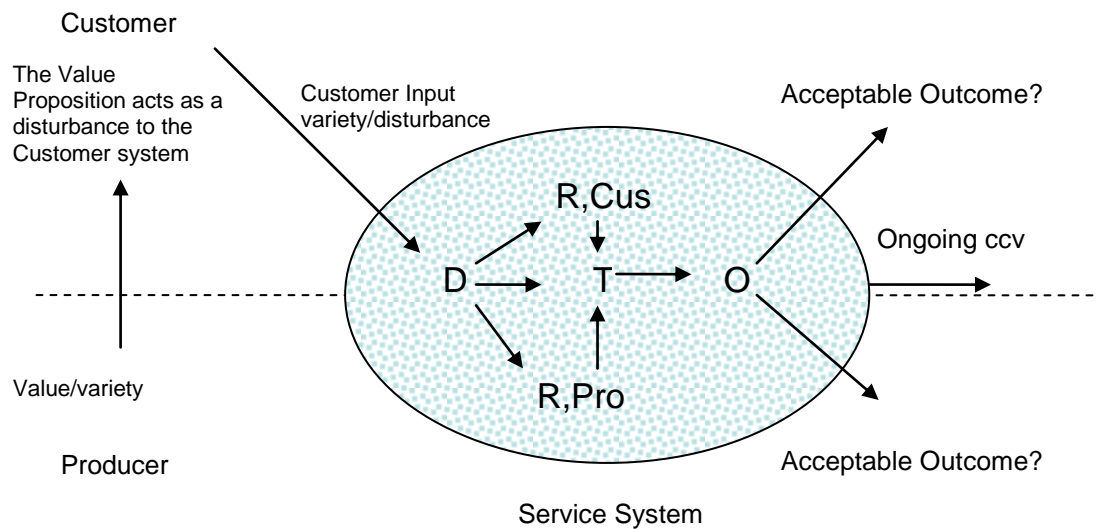 Customer
The Value
Proposition acts as a
disturbance to the
Customer system
Customer Input
variety/disturbance
Acceptable Outcome?
R,Cus
Ongoing ccv
D
T
O
Value/variety
R,Pro
Producer
Acceptable Outcome?
Service System